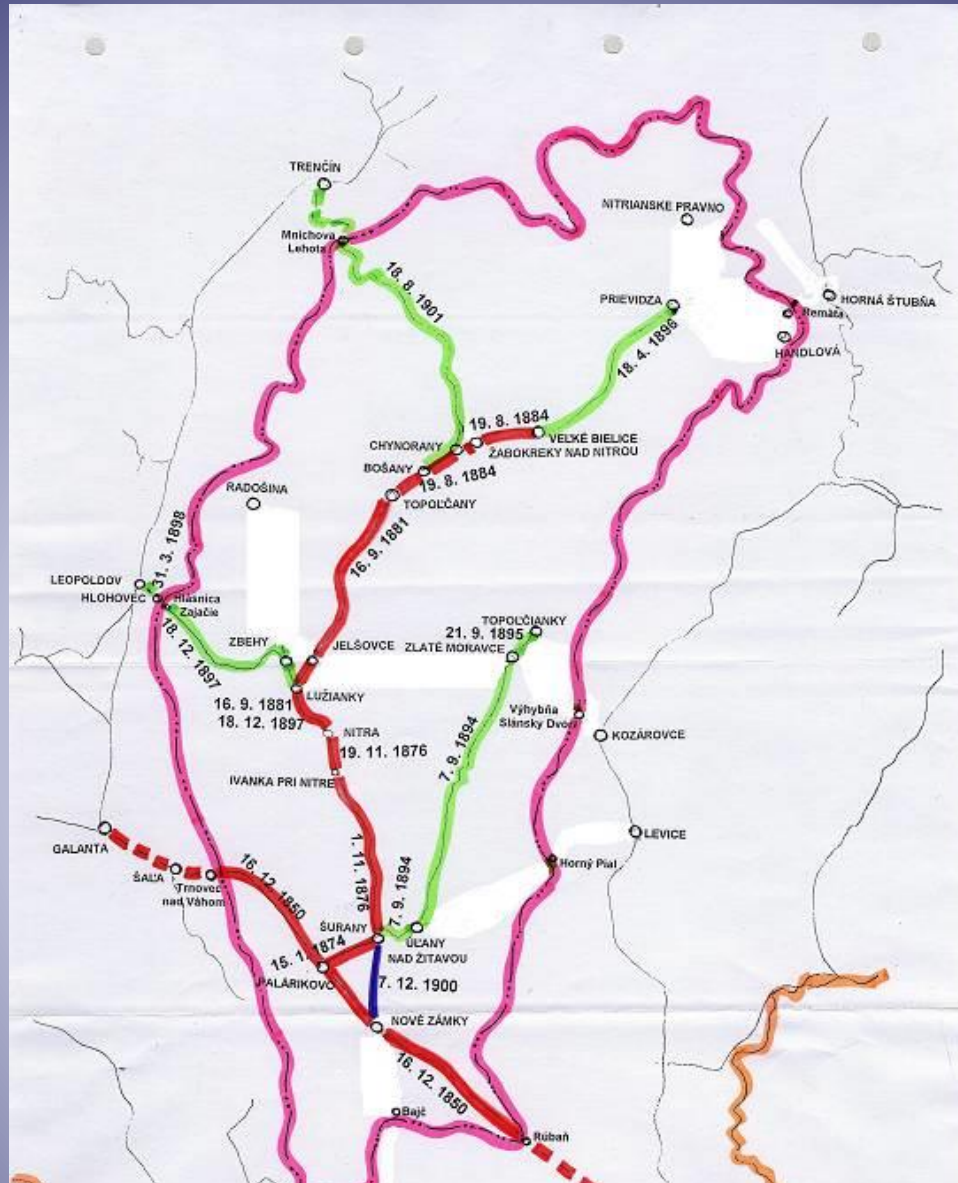 TRENČÍN
Mníchova
Lehota
NITRIANSKE PRAVNO
18. 8. 1901
PRIEVIDZA
HORNÁ ŠTUBŇA
Remata
HANDLOVÁ
18. 4. 1896
19. 8. 1884
CHYNORANY
VEĽKÉ BIELICE
ŽABOKREKY NAD NITROU
BOŠANY
19. 8. 1884
RADOŠINA
TOPOĽČANY
16. 9. 1881
31. 3. 1898
LEOPOLDOV
HLOHOVEC
Hlásnica
Zajačie
18. 12. 1897
TOPOĽČIANKY
21. 9. 1895
ZLATÉ MORAVCE
ZBEHY
JELŠOVCE
LUŽIANKY
16. 9. 1881
18. 12. 1897
Výhybňa
Slánsky Dvor
KOZÁROVCE
NITRA
19. 11. 1876
7. 9. 1894
IVANKA PRI NITRE
GALANTA
LEVICE
ŠAĽA
Trnovec
nad Váhom
16. 12. 1850
1. 11. 1876
7. 9. 1894
Horný Pial
ŠURANY
ÚĽANY
NAD ŽITAVOU
15. 1. 1874
PALÁRIKOVO
7. 12. 1900
NOVÉ ZÁMKY
16. 12. 1850
Bajč
Rúbaň